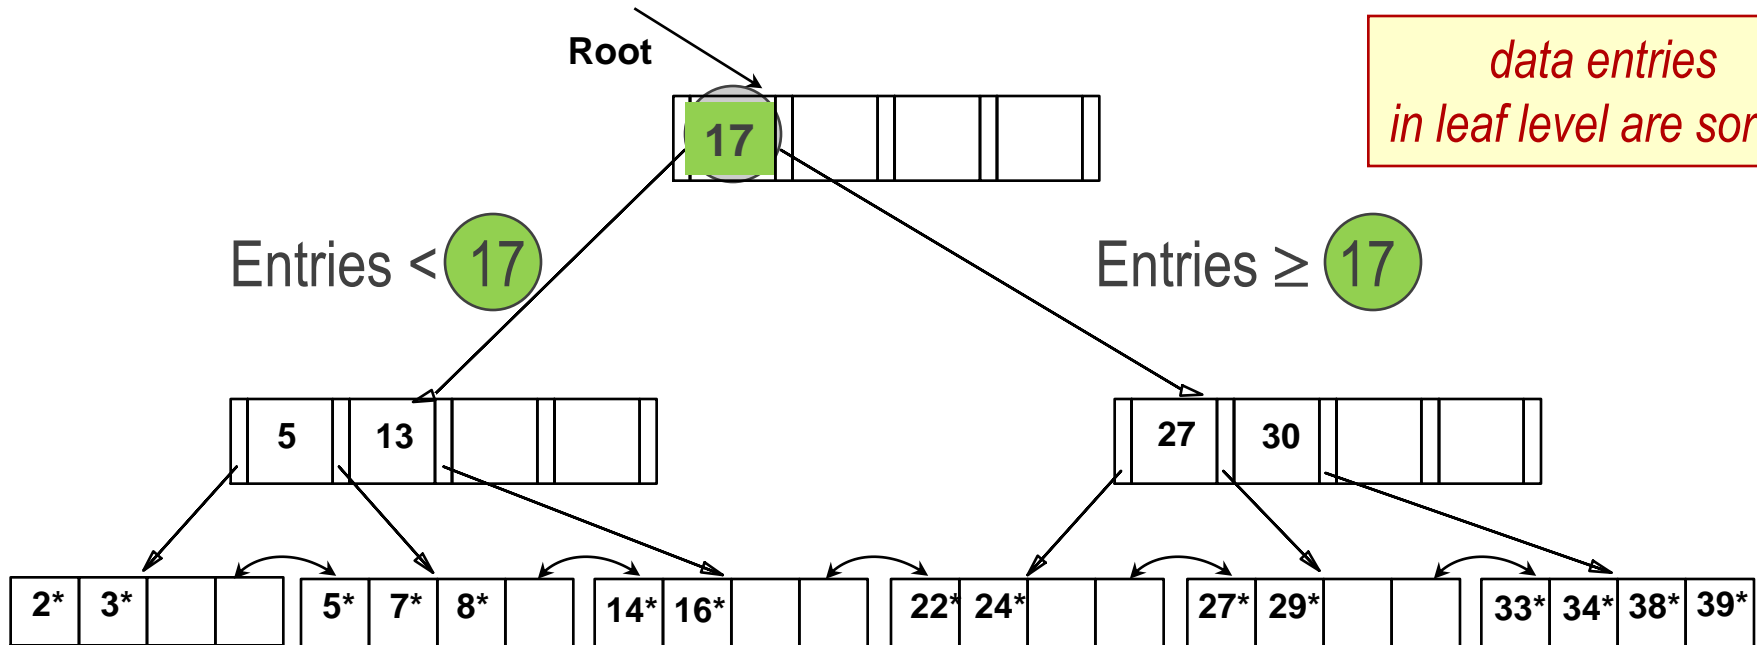 Root
data entries
in leaf level are sor
17
Entries < 17
Entries ≥ 17
5 13
27 30
2* 3*
5* 7* 8*
14* 16*
22* 24*
27* 29*
33* 34* 38* 39*